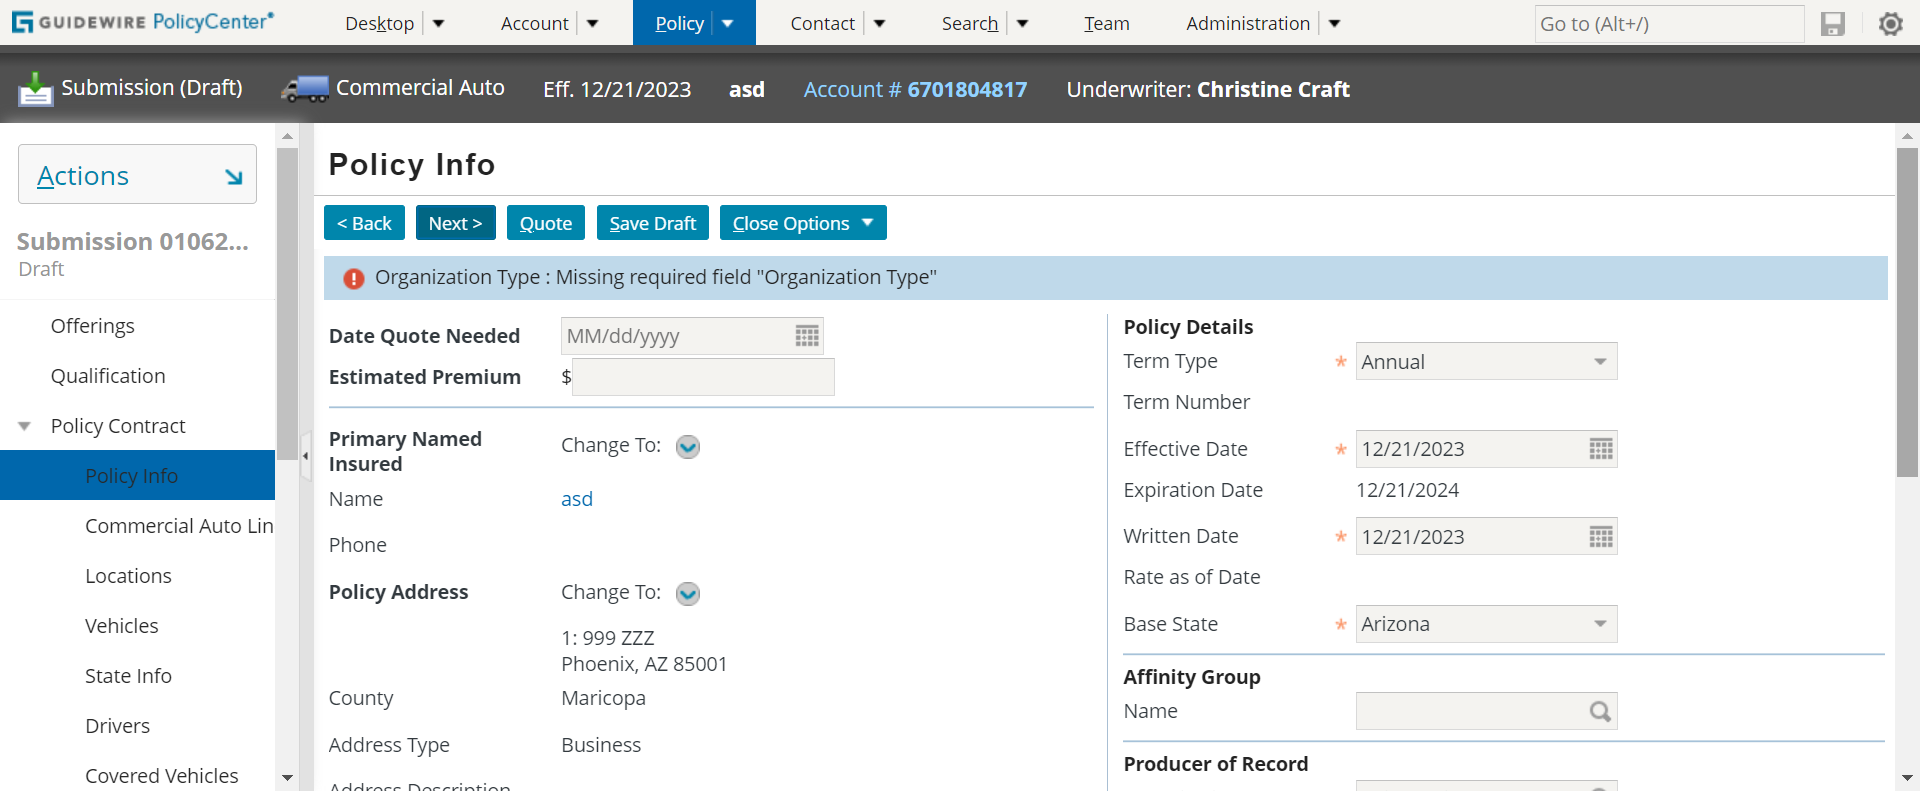 GUIDEWIRE PolicyCenter®
Desktop
Account
Policy
Contact
Search
Team
Administration
Go to (Alt+/)
Submission (Draft)
Commercial Auto
Eff. 12/21/2023
asd
Account # 6701804817
Underwriter: Christine Craft
Actions
Submission 01062...
Draft
Offerings
Qualification
Policy Contract
Policy Info
Commercial Auto Lin
Locations
Vehicles
State Info
Drivers
Covered Vehicles
Policy Info
< Back
Next >
Quote
Save Draft
Close Options
Organization Type : Missing required field "Organization Type"
Date Quote Needed
MM/dd/yyyy
Estimated Premium
$
Primary Named
Insured
Change To:
Name
asd
Phone
Policy Address
Change To:
1: 999 ZZZ
Phoenix, AZ 85001
County
Maricopa
Address Type
Business
Address Description
Policy Details
Term Type
* Annual
Term Number
Effective Date
* 12/21/2023
Expiration Date
12/21/2024
Written Date
* 12/21/2023
Rate as of Date
Base State
* Arizona
Affinity Group
Name
Producer of Record